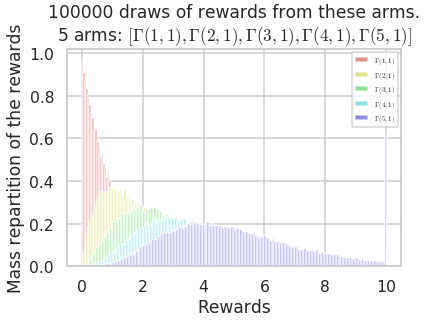 100000 draws of rewards from these arms.
5 arms: [Γ(1, 1), Γ(2, 1), Γ(3, 1), Γ(4, 1), Γ(5, 1)]
Mass repartition of the rewards
1.0
0.8
0.6
0.4
0.2
0.0
Γ(1, 1)
Γ(2, 1)
Γ(3, 1)
Γ(4, 1)
Γ(5, 1)
0 2 4 6 8 10
Rewards